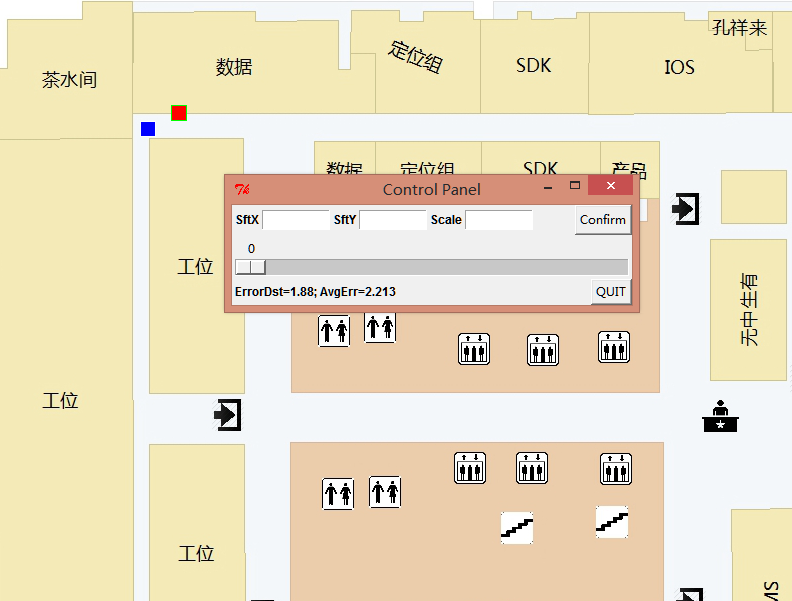 孔祥来
茶水间
数据
定位组
SDK
IOS
数据
定位组
SDK
产品
Control Panel
SftX
SftY
Scale
Confirm
0
ErrorDst=1.88; AvgErr=2.213
QUIT
工位
无中生有
工位
工位
MS